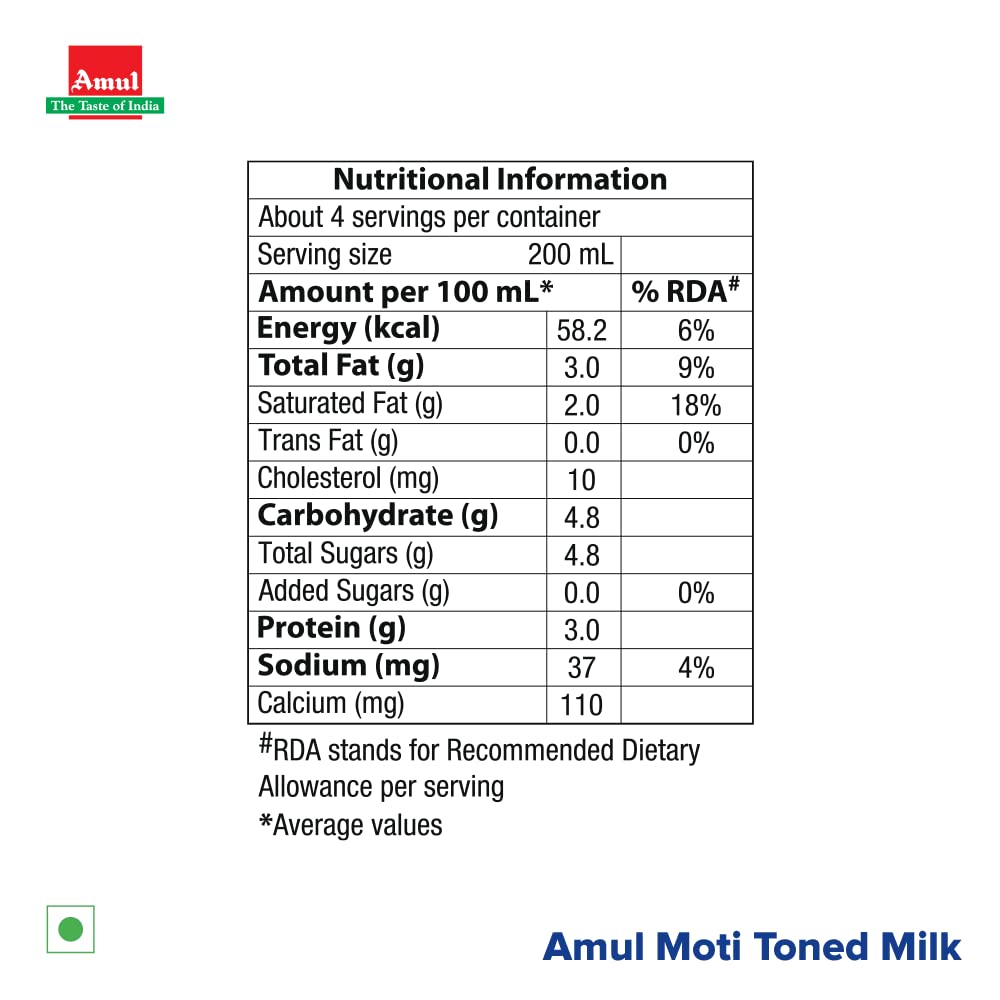 Amul
The Taste of India
Nutritional Information
About 4 servings per container
Serving size 200 mL
Amount per 100 mL* % RDA#
Energy (kcal) 58.2 6%
Total Fat (g) 3.0 9%
Saturated Fat (g) 2.0 18%
Trans Fat (g) 0.0 0%
Cholesterol (mg) 10
Carbohydrate (g) 4.8
Total Sugars (g) 4.8
Added Sugars (g) 0.0 0%
Protein (g) 3.0
Sodium (mg) 37 4%
Calcium (mg) 110
#RDA stands for Recommended Dietary
Allowance per serving
*Average values
Amul Moti Toned Milk